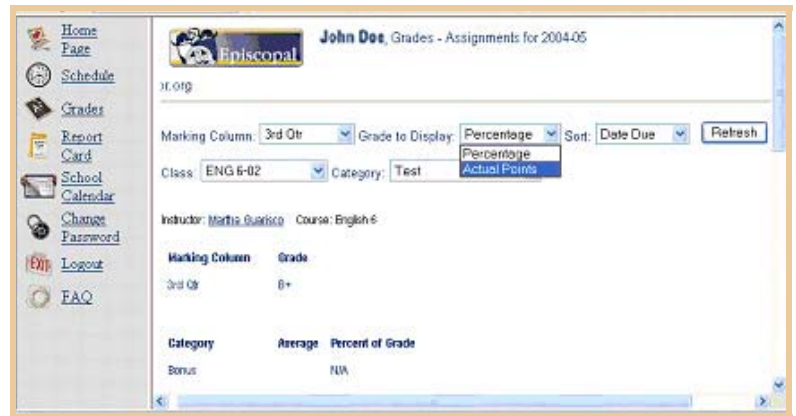 Home
Page
Schedule
Grades
Report
Card
School
Calendar
Change
Password
EXIT Logout
FAQ
Episcopal
John Doe, Grades - Assignments for 2004-05
or.org
Marking Column: 3rd Qtr Grade to Display: Percentage Sort: Date Due Refresh
Percentage
Actual Points
Class: ENG 6-02 Category: Test
Instructor: Martha Guarisco Course: English 6
Marking Column Grade
3rd Qtr B+
Category Average Percent of Grade
Bonus N/A